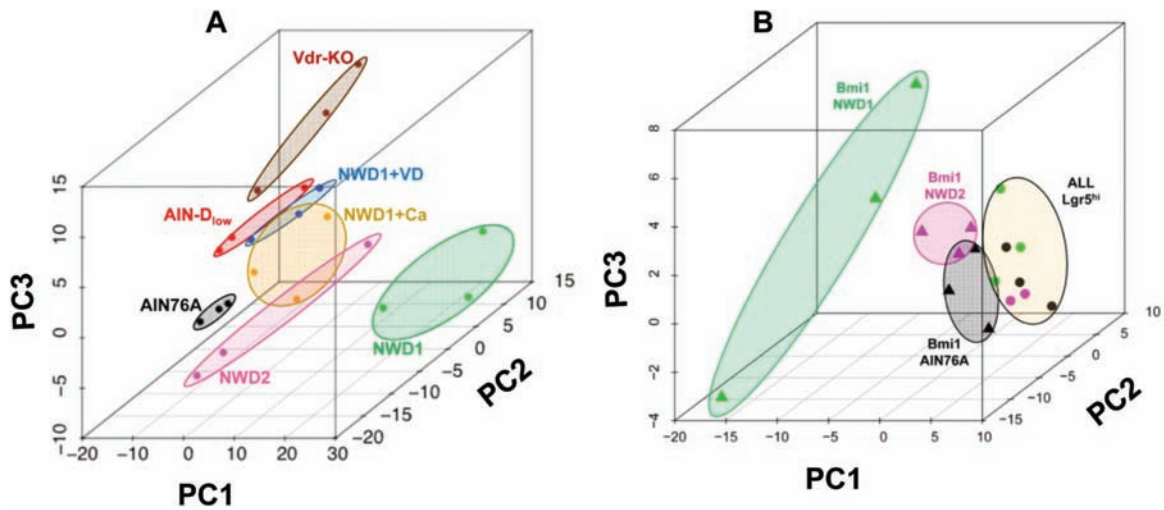 A
Vdr-KO
NWD1+VD
AIN-Dlow
NWD1+Ca
AIN76A
NWD1
NWD2
15
10
5
0
−5
−10
−20
−10
0
10
20
30
−20
−15
−10
−5
0
5
10
15
PC3
PC1
PC2
B
Bmi1
NWD1
Bmi1
NWD2
ALL
Lgr5hi
Bmi1
AIN76A
8
6
4
2
0
−2
−4
−20
−15
−10
−5
0
5
10
−15
−10
−5
0
5
10
PC3
PC1
PC2